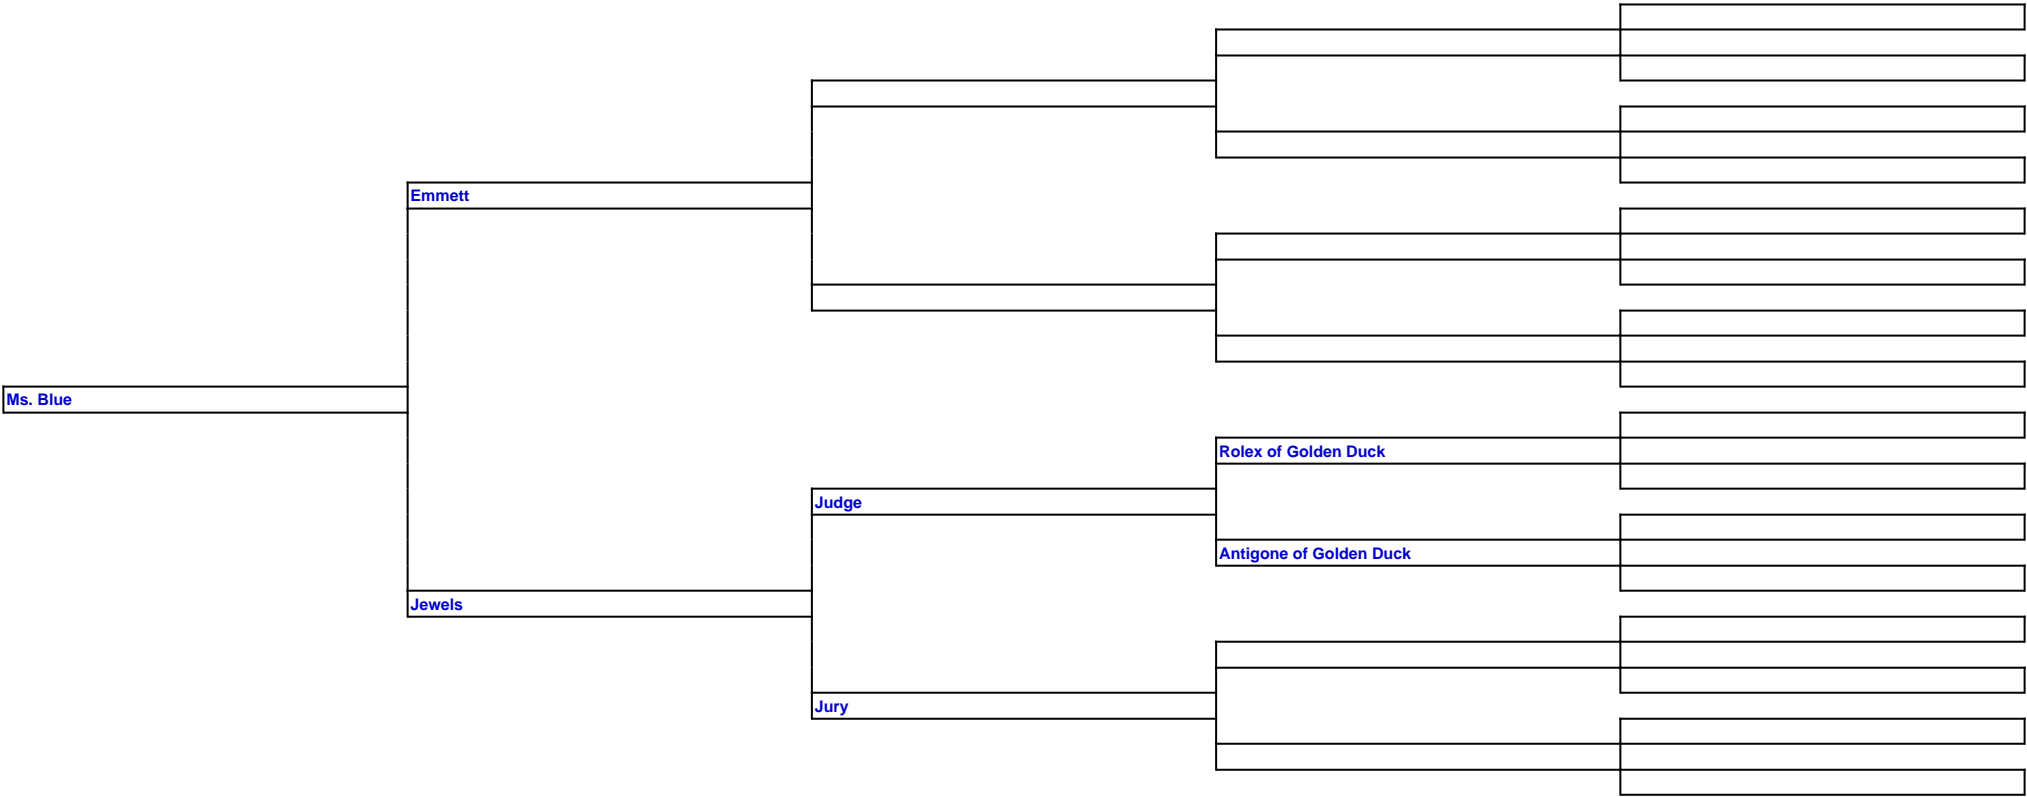 Emmett
Ms. Blue
Rolex of Golden Duck
Judge
Antigone of Golden Duck
Jewels
Jury